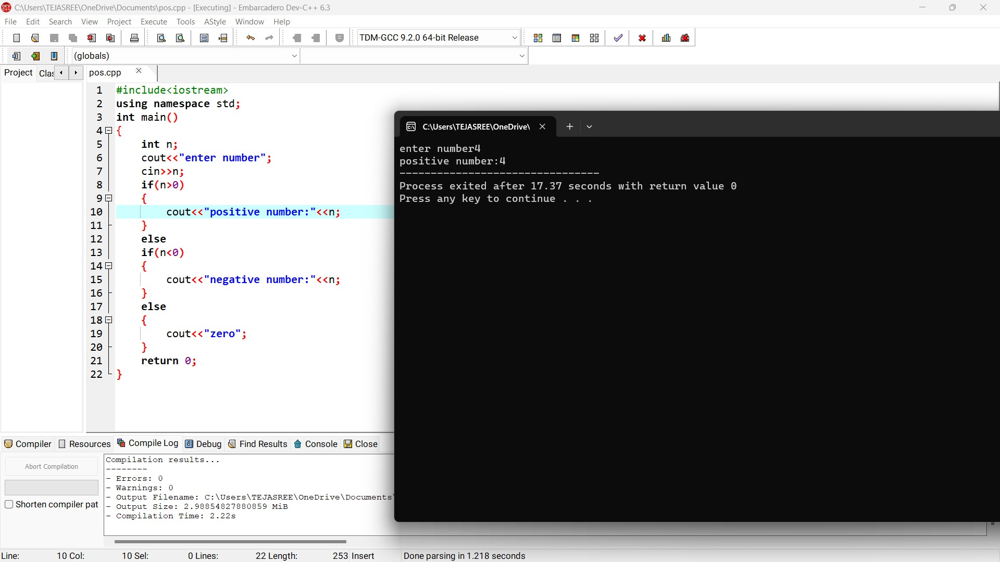 C:\Users\TEJASREE\OneDrive\Documents\pos.cpp - [Executing] - Embarcadero Dev-C++ 6.3
File Edit Search View Project Execute Tools AStyle Window Help
TDM-GCC 9.2.0 64-bit Release
(globals)
Project Clas pos.cpp
1 #include<iostream>
2 using namespace std;
3 int main()
4 {
5 int n;
6 cout<<"enter number";
7 cin>>n;
8 if(n>0)
9 {
10 cout<<"positive number:"<<n;
11 }
12 else
13 if(n<0)
14 {
15 cout<<"negative number:"<<n;
16 }
17 else
18 {
19 cout<<"zero";
20 }
21 return 0;
22 }
C:\Users\TEJASREE\OneDrive\
enter number4
positive number:4
--------------------------------
Process exited after 17.37 seconds with return value 0
Press any key to continue . . .
Compiler Resources Compile Log Debug Find Results Console Close
Abort Compilation
Shorten compiler pat
Compilation results...
--------
- Errors: 0
- Warnings: 0
- Output Filename: C:\Users\TEJASREE\OneDrive\Documents\
- Output Size: 2.98854827880859 MiB
- Compilation Time: 2.22s
Line: 10 Col: 10 Sel: 0 Lines: 22 Length: 253 Insert Done parsing in 1.218 seconds